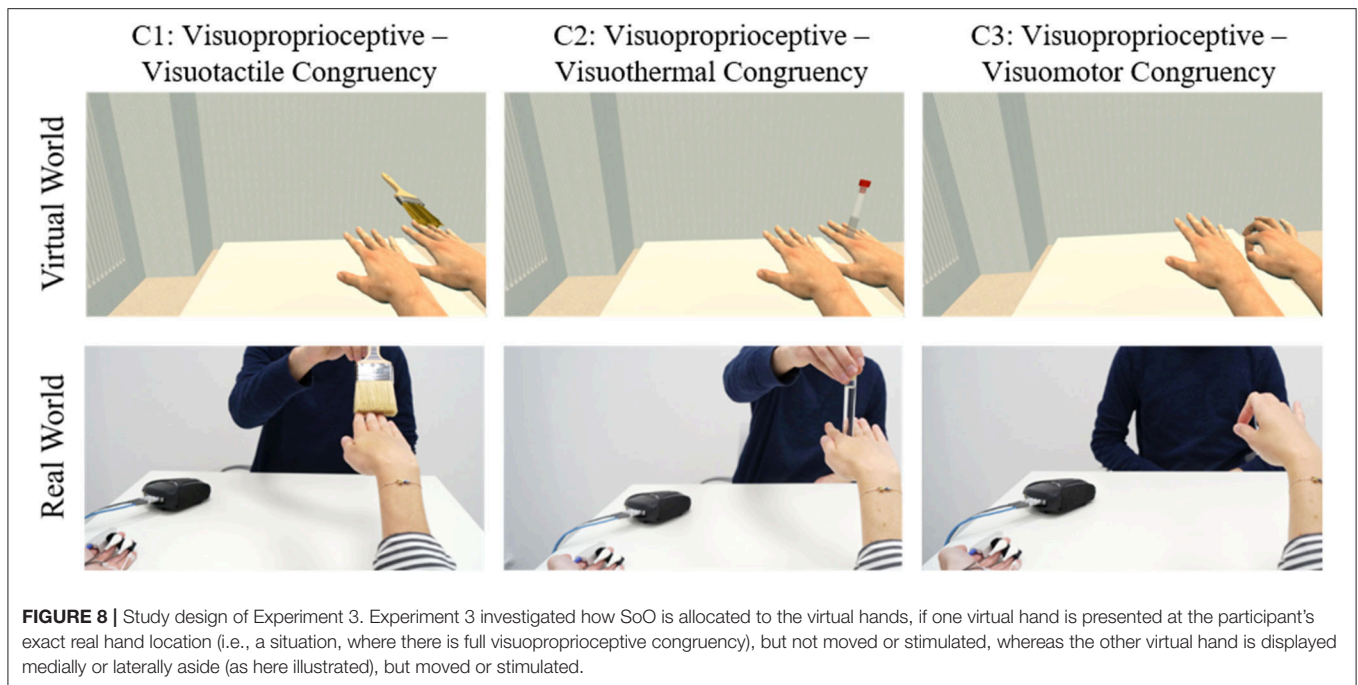 C1: Visuoproprioceptive –
Visuotactile Congruency
C2: Visuoproprioceptive –
Visuothermal Congruency
C3: Visuoproprioceptive –
Visuomotor Congruency
Virtual World
Real World
FIGURE 8 | Study design of Experiment 3. Experiment 3 investigated how SoO is allocated to the virtual hands, if one virtual hand is presented at the participant's
exact real hand location (i.e., a situation, where there is full visuoproprioceptive congruency), but not moved or stimulated, whereas the other virtual hand is displayed
medially or laterally aside (as here illustrated), but moved or stimulated.